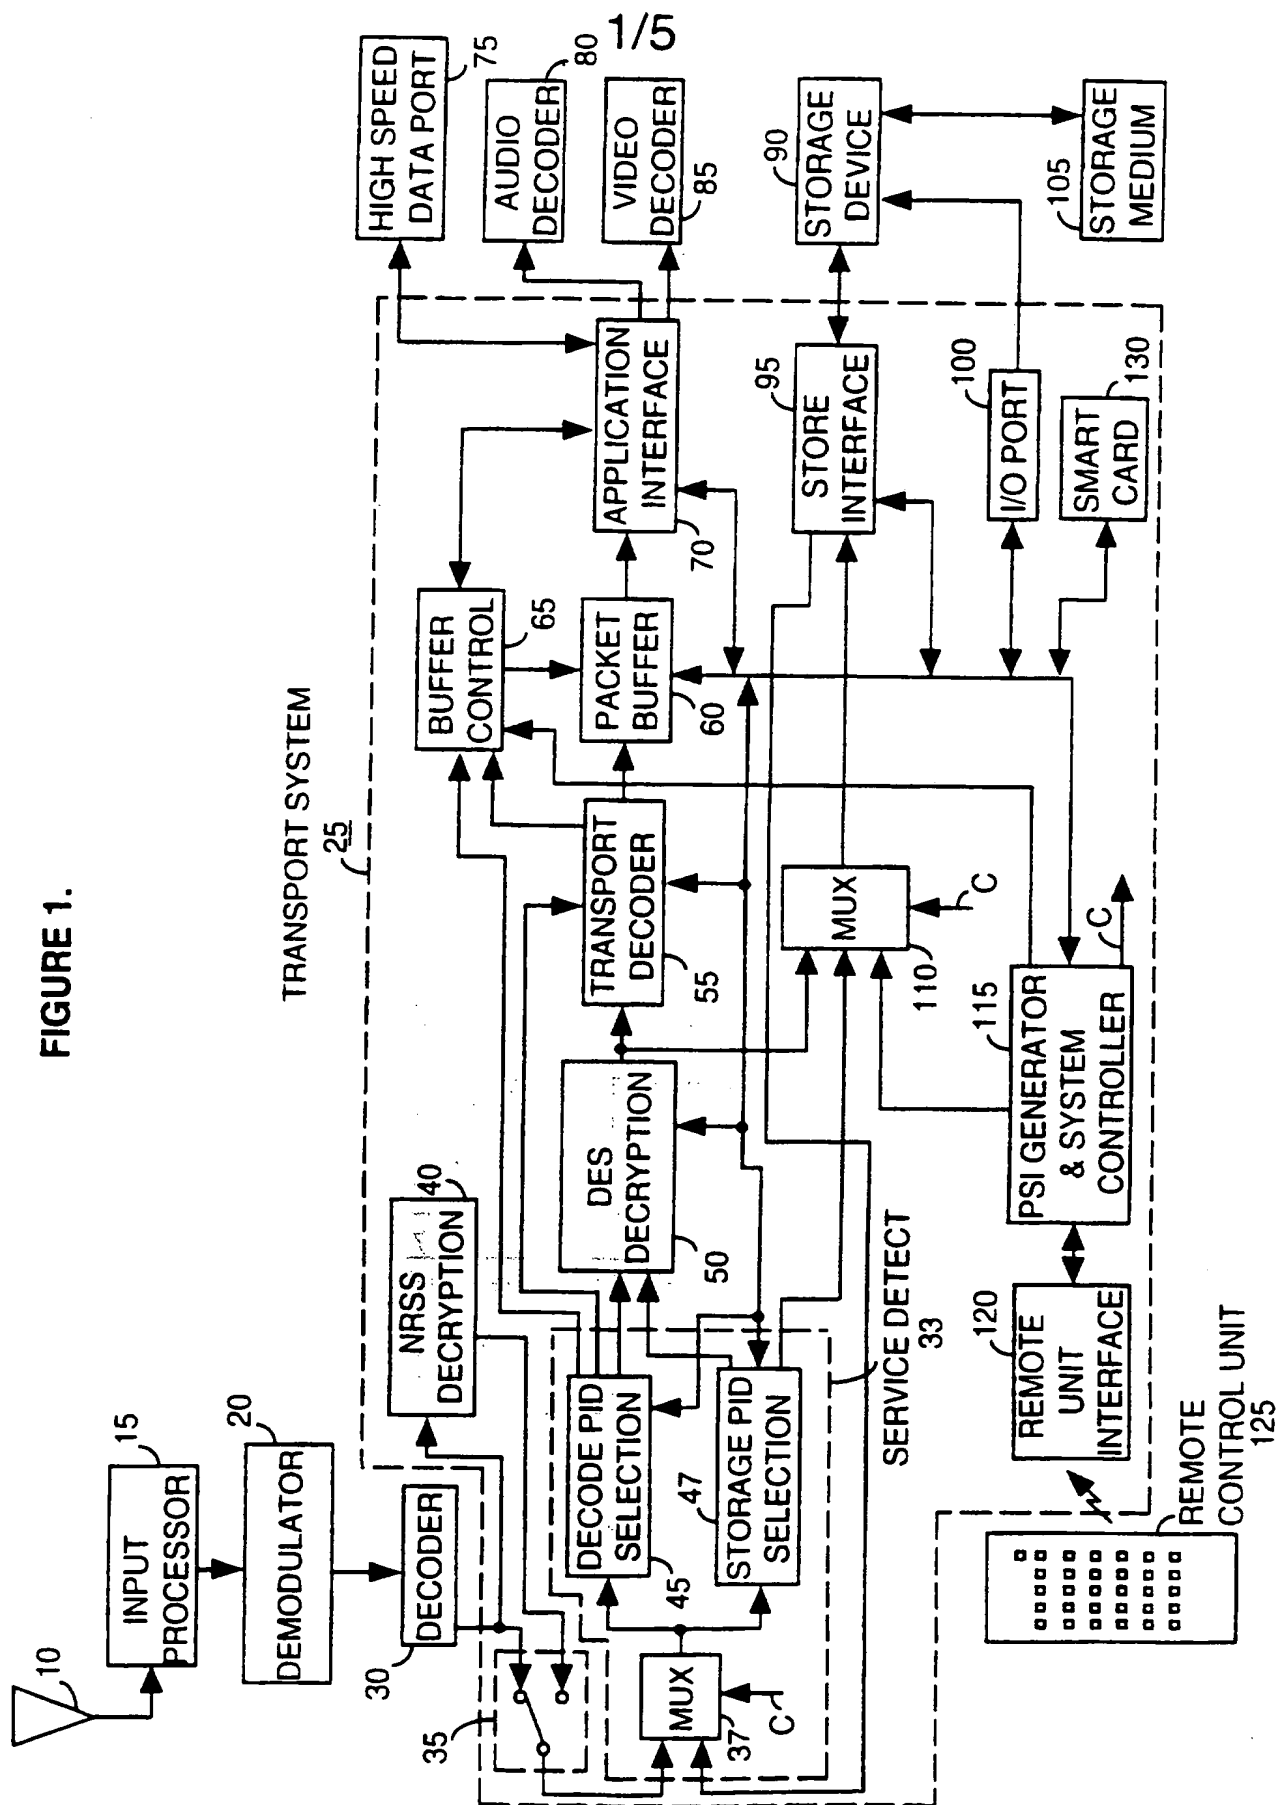 1/5
FIGURE 1.
TRANSPORT SYSTEM
25
10
INPUT
PROCESSOR
15
DEMODULATOR
20
DECODER
30
35
NRSS
DECRYPTION
40
MUX
37
C
DECODE PID
SELECTION
45
STORAGE PID
SELECTION
47
SERVICE DETECT
33
DES
DECRYPTION
50
TRANSPORT
DECODER
55
PACKET
BUFFER
60
BUFFER
CONTROL
65
APPLICATION
INTERFACE
70
HIGH SPEED
DATA PORT
75
AUDIO
DECODER
80
VIDEO
DECODER
85
STORAGE
DEVICE
90
STORE
INTERFACE
95
I/O PORT
100
STORAGE
MEDIUM
105
MUX
110
C
PSI GENERATOR
& SYSTEM
CONTROLLER
115
C
REMOTE
UNIT
INTERFACE
120
REMOTE
CONTROL UNIT
125
SMART
CARD
130